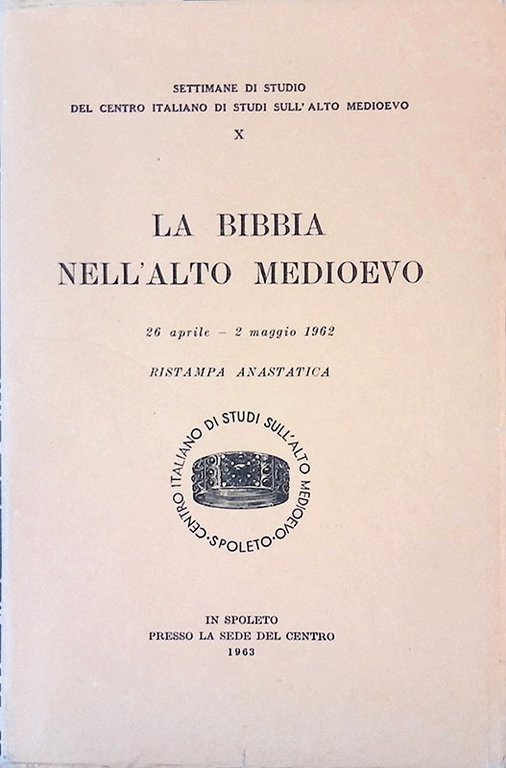 SETTIMANE DI STUDIO
DEL CENTRO ITALIANO DI STUDI SULL'ALTO MEDIOEVO
X
LA BIBBIA
NELL'ALTO MEDIOEVO
26 aprile - 2 maggio 1962
RISTAMPA ANASTATICA
CENTRO ITALIANO DI STUDI SULL'ALTO MEDIOEVO · SPOLETO ·
IN SPOLETO
PRESSO LA SEDE DEL CENTRO
1963